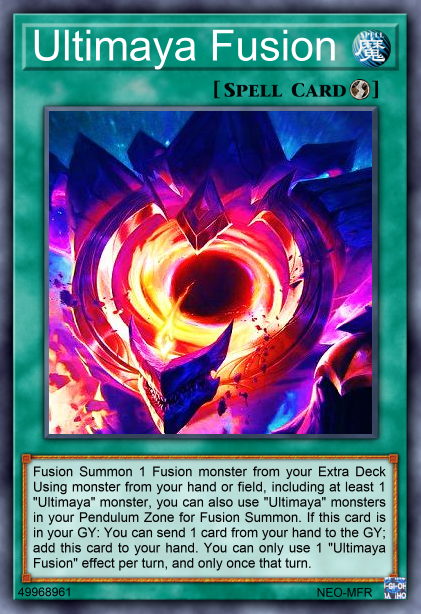 Ultimaya Fusion
SPELL
魔
[SPELL CARD]
Fusion Summon 1 Fusion monster from your Extra Deck
Using monster from your hand or field, including at least 1
"Ultimaya" monster, you can also use "Ultimaya" monsters
in your Pendulum Zone for Fusion Summon. If this card is
in your GY: You can send 1 card from your hand to the GY;
add this card to your hand. You can only use 1 "Ultimaya
Fusion" effect per turn, and only once that turn.
49968961
NEO-MFR